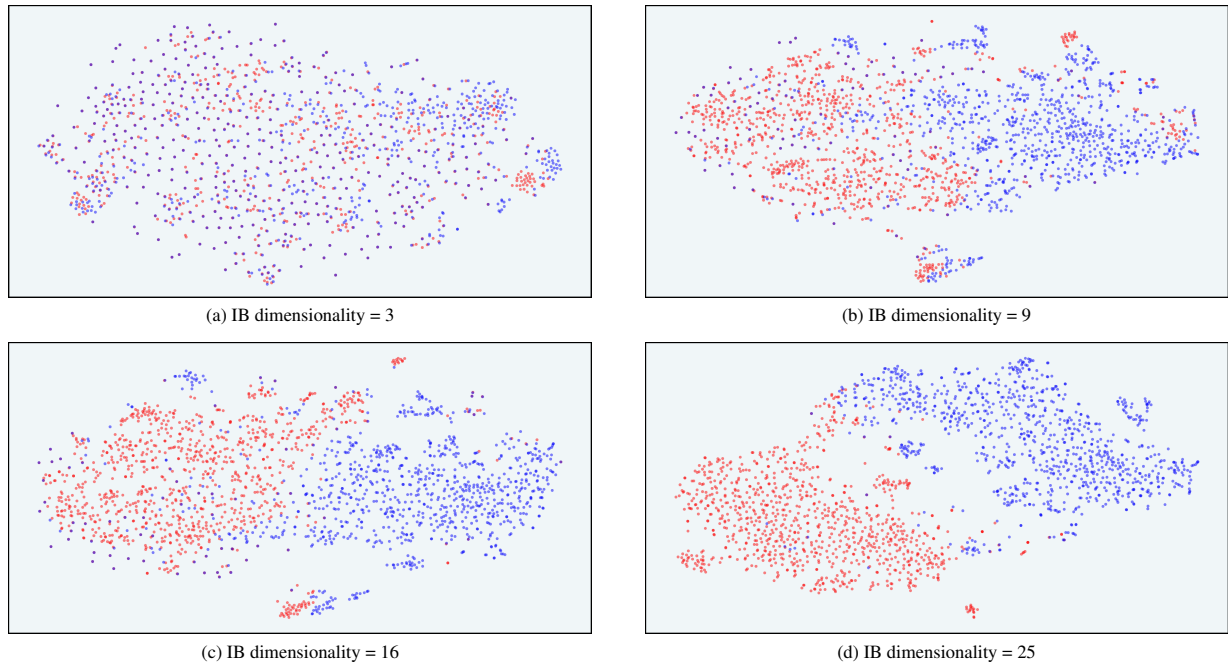 (a) IB dimensionality = 3
(b) IB dimensionality = 9
(c) IB dimensionality = 16
(d) IB dimensionality = 25